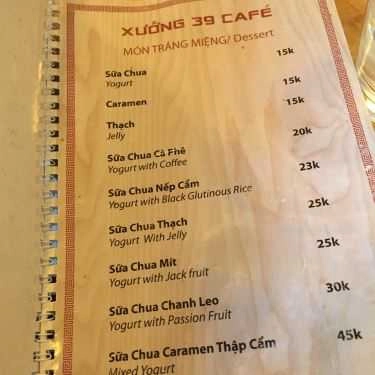 XƯỞNG 39 CAFÉ
MÓN TRÁNG MIỆNG/ Dessert
Sữa Chua 15k
Yogurt
Caramen 15k
Thạch 15k
Jelly
Sữa Chua Cà Fhê 20k
Yogurt with Coffee
Sữa Chua Nếp Cẩm 23k
Yogurt with Black Glutinous Rice
Sữa Chua Thạch 25k
Yogurt With Jelly
Sữa Chua Mít 25k
Yogurt with Jack fruit
Sữa Chua Chanh Leo 30k
Yogurt with Passion Fruit
Sữa Chua Caramen Thập Cẩm 45k
Mixed Yogurt